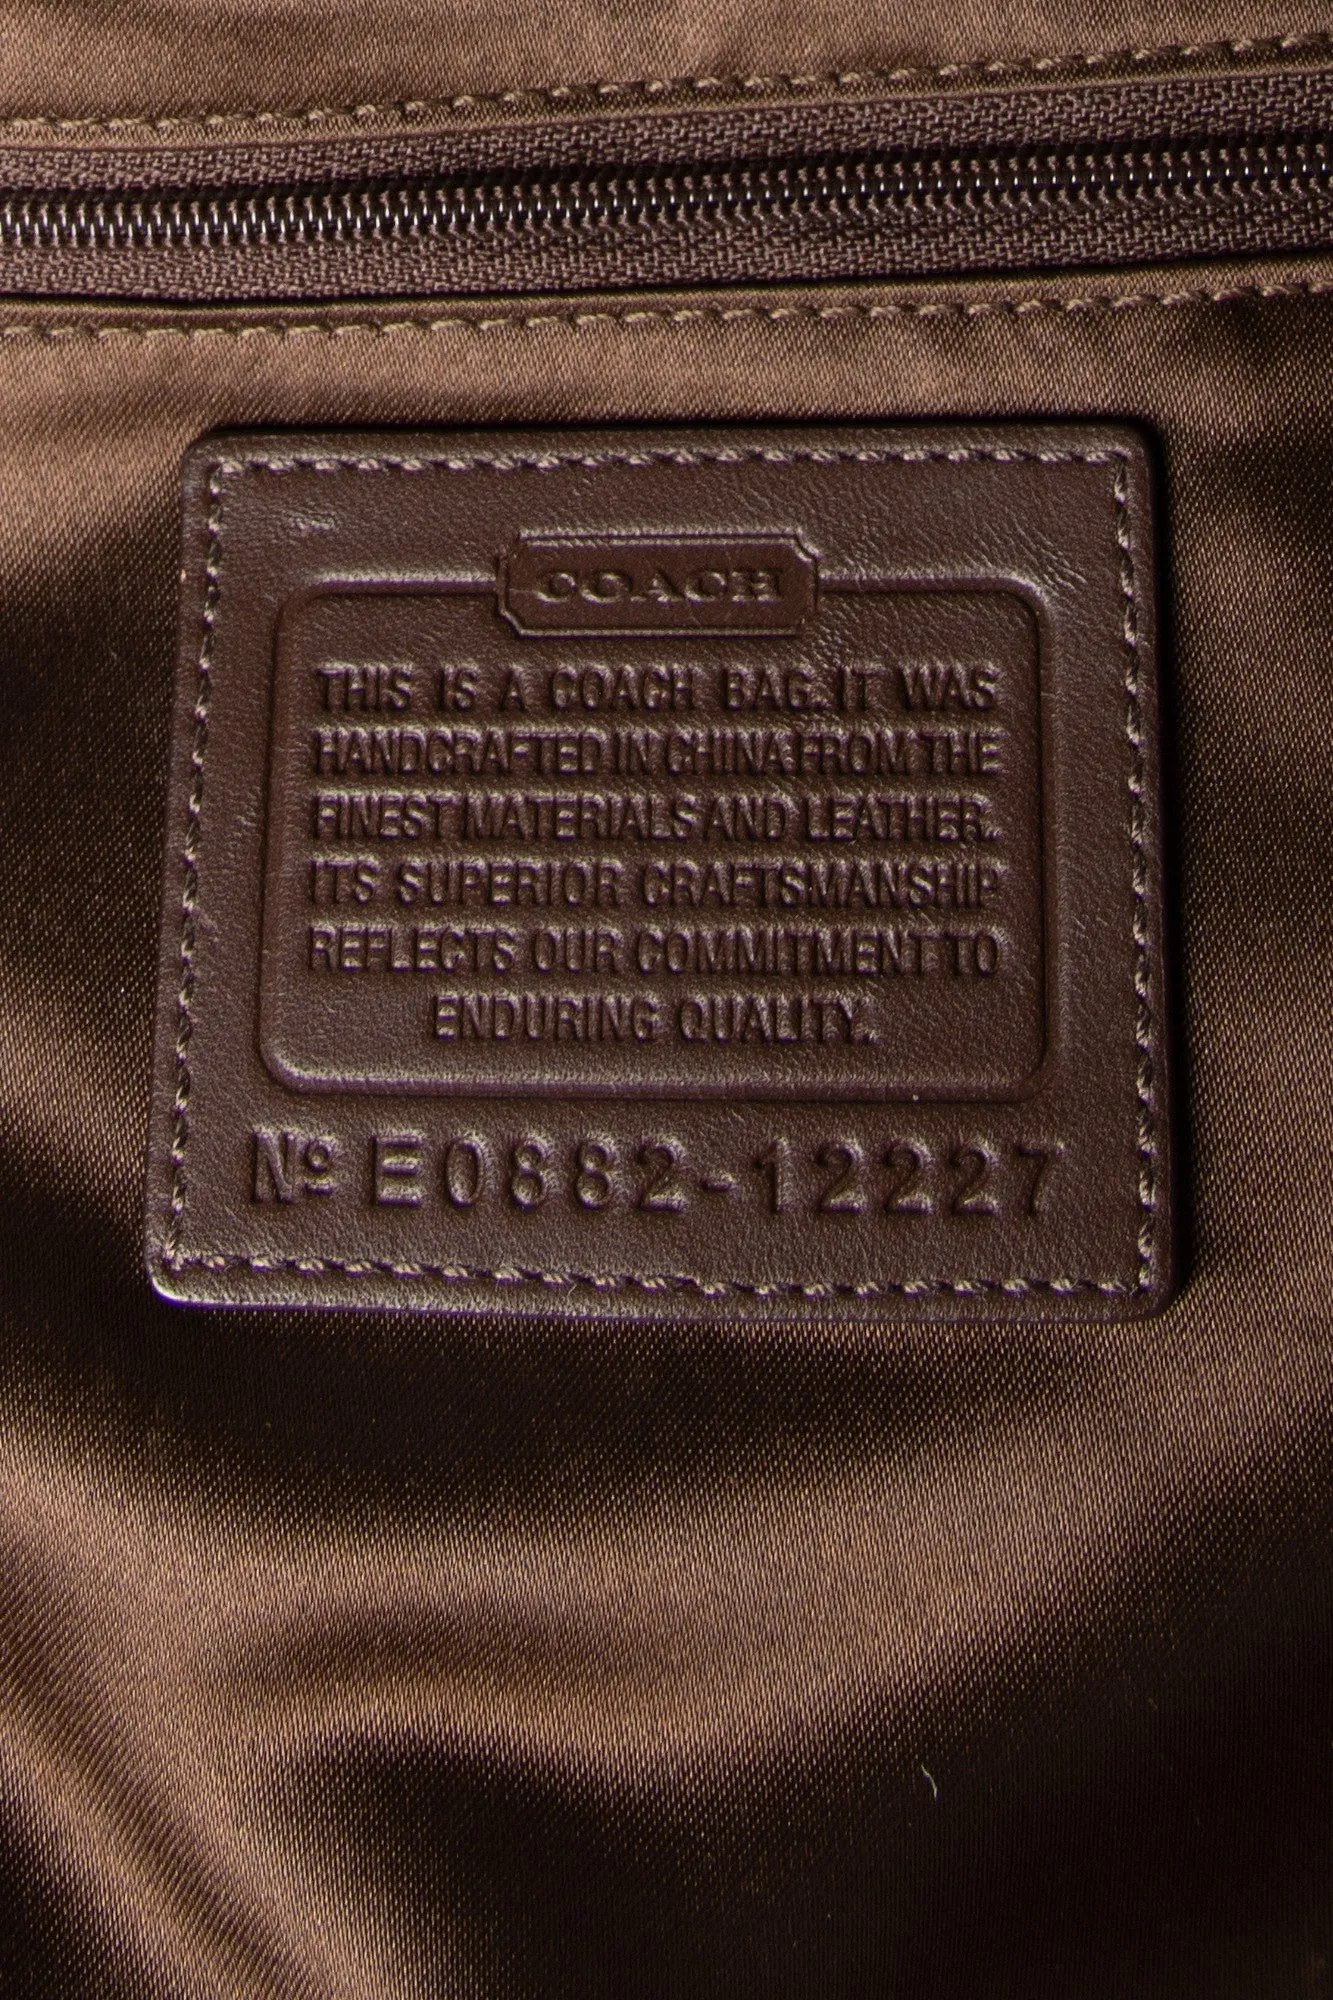 COACH
THIS IS A COACH BAG. IT WAS
HANDCRAFTED IN CHINA FROM THE
FINEST MATERIALS AND LEATHER.
ITS SUPERIOR CRAFTSMANSHIP
REFLECTS OUR COMMITMENT TO
ENDURING QUALITY.
Nº E0882-12227